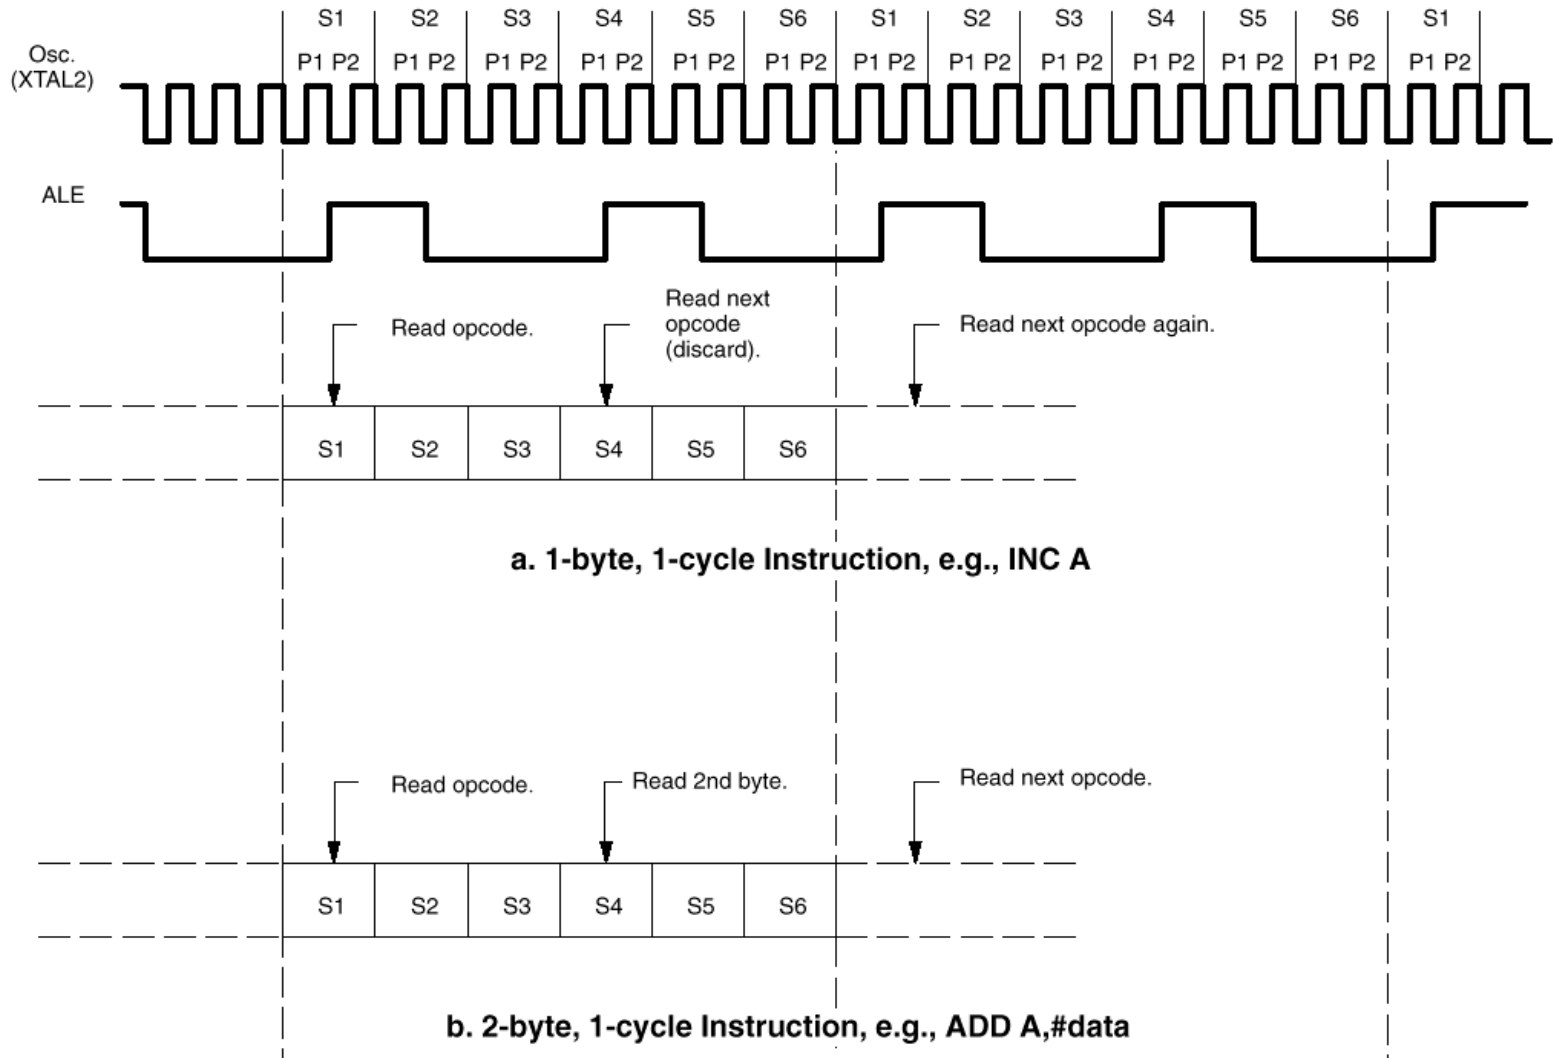 S1 S2 S3 S4 S5 S6 S1 S2 S3 S4 S5 S6 S1
Osc.
(XTAL2)
P1 P2 P1 P2 P1 P2 P1 P2 P1 P2 P1 P2 P1 P2 P1 P2 P1 P2 P1 P2 P1 P2 P1 P2 P1 P2
ALE
Read opcode.
Read next
opcode
(discard).
Read next opcode again.
S1 S2 S3 S4 S5 S6
a. 1-byte, 1-cycle Instruction, e.g., INC A
Read opcode.
Read 2nd byte.
Read next opcode.
S1 S2 S3 S4 S5 S6
b. 2-byte, 1-cycle Instruction, e.g., ADD A,#data